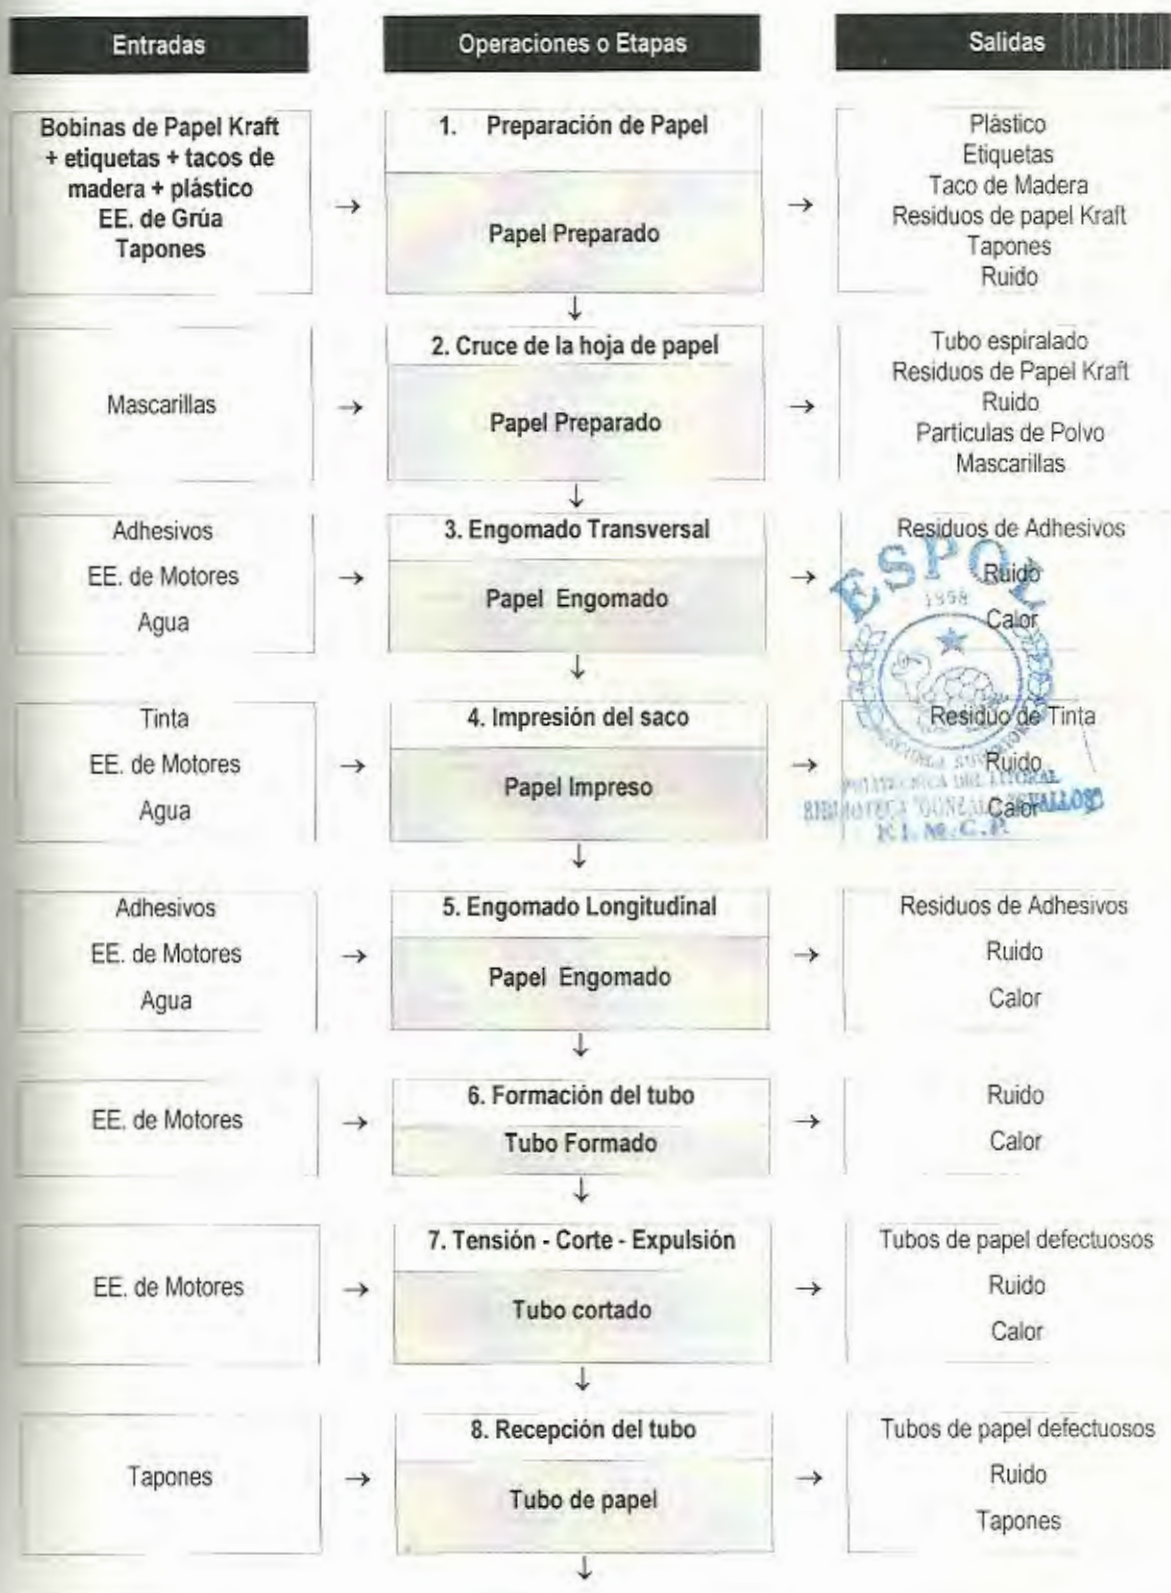 Entradas
Operaciones o Etapas
Salidas
Bobinas de Papel Kraft
+ etiquetas + tacos de
madera + plástico
EE. de Grúa
Tapones
→
1. Preparación de Papel
Papel Preparado
→
Plástico
Etiquetas
Taco de Madera
Residuos de papel Kraft
Tapones
Ruido
↓
Mascarillas
→
2. Cruce de la hoja de papel
Papel Preparado
→
Tubo espiralado
Residuos de Papel Kraft
Ruido
Particulas de Polvo
Mascarillas
↓
Adhesivos
EE. de Motores
Agua
→
3. Engomado Transversal
Papel Engomado
→
Residuos de Adhesivos
Ruido
Calor
ESPOL
1958
↓
Tinta
EE. de Motores
Agua
→
4. Impresión del saco
Papel Impreso
→
Residuo de Tinta
Ruido
Calor
POLITECNICA DEL LITORAL
F.I.M.C.P.
↓
Adhesivos
EE. de Motores
Agua
→
5. Engomado Longitudinal
Papel Engomado
→
Residuos de Adhesivos
Ruido
Calor
↓
EE. de Motores
→
6. Formación del tubo
Tubo Formado
→
Ruido
Calor
↓
EE. de Motores
→
7. Tensión - Corte - Expulsión
Tubo cortado
→
Tubos de papel defectuosos
Ruido
Calor
↓
Tapones
→
8. Recepción del tubo
Tubo de papel
→
Tubos de papel defectuosos
Ruido
Tapones
↓